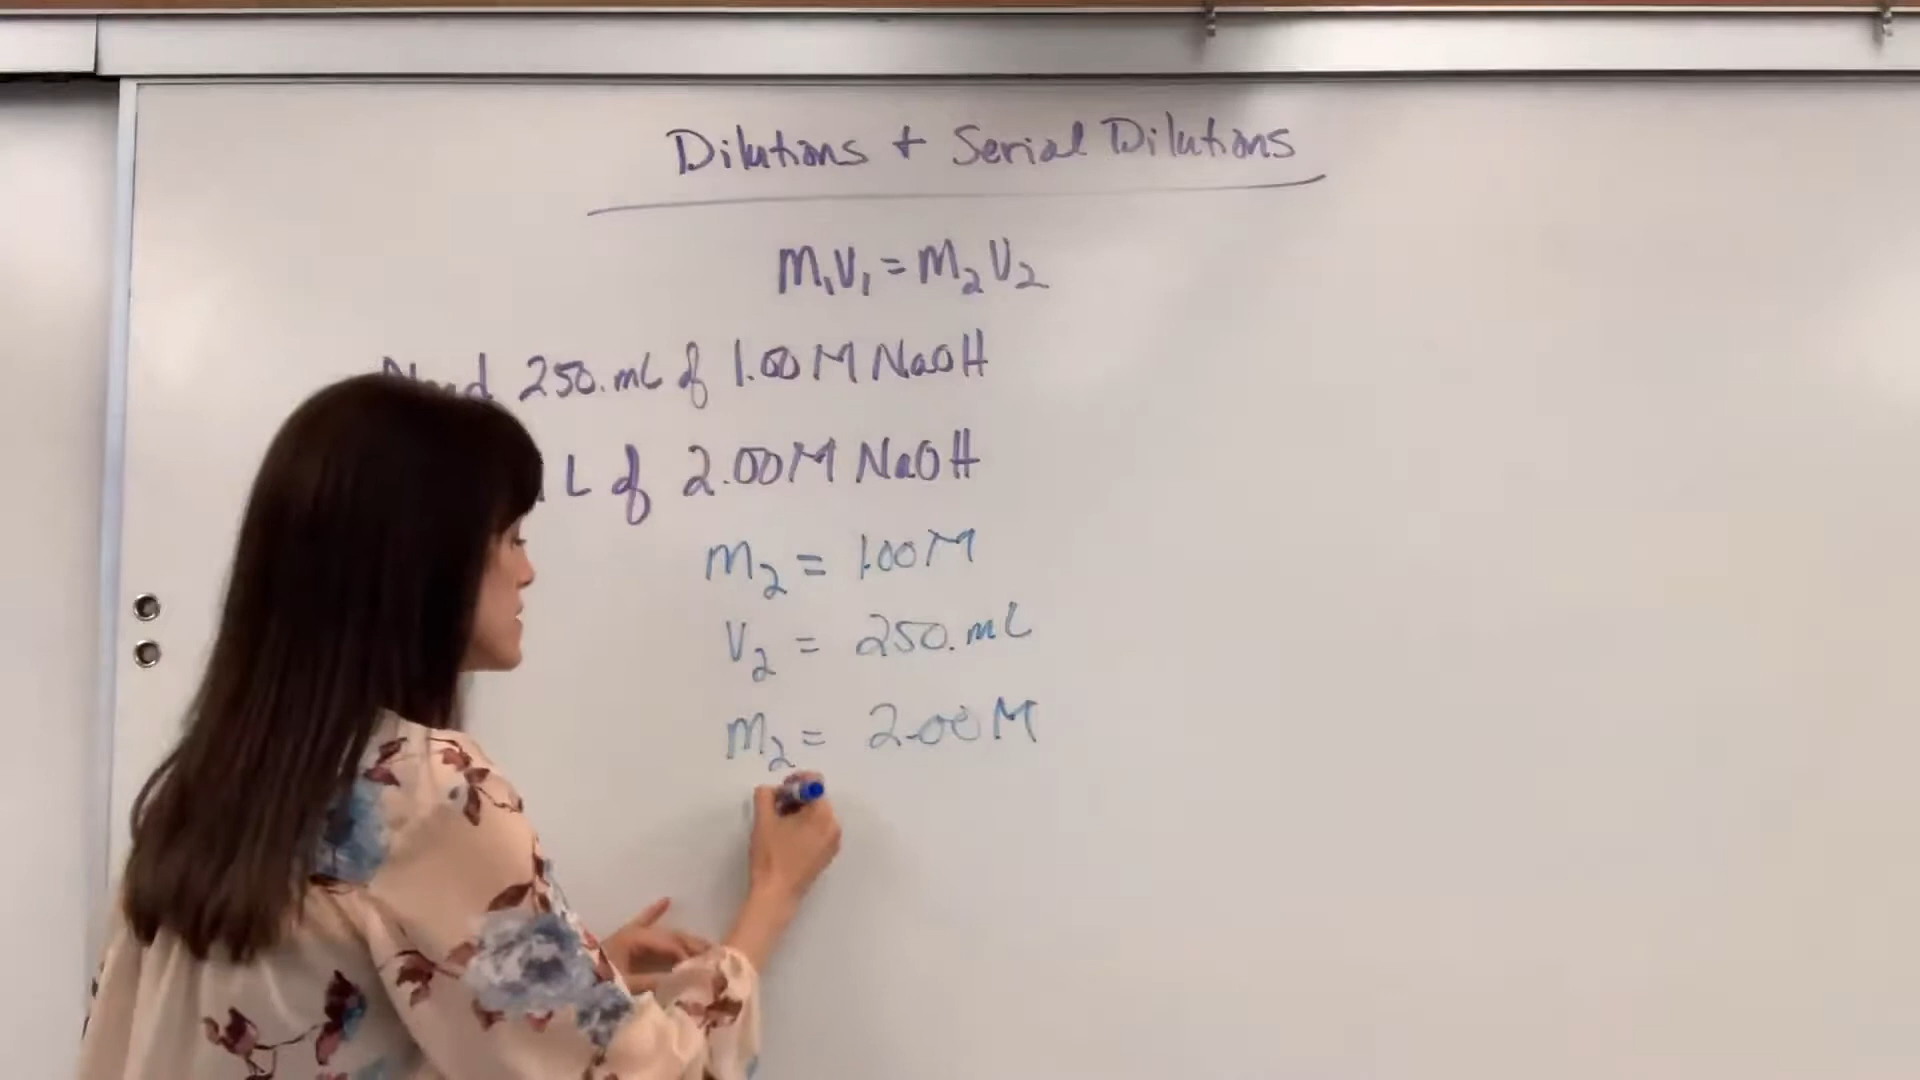 Dilutions + Serial Dilutions
M₁V₁ = M₂V₂
250. mL of 1.00 M NaOH
L of 2.00 M NaOH
M₂ = 1.00 M
V₂ = 250. mL
M₂ = 2.00 M